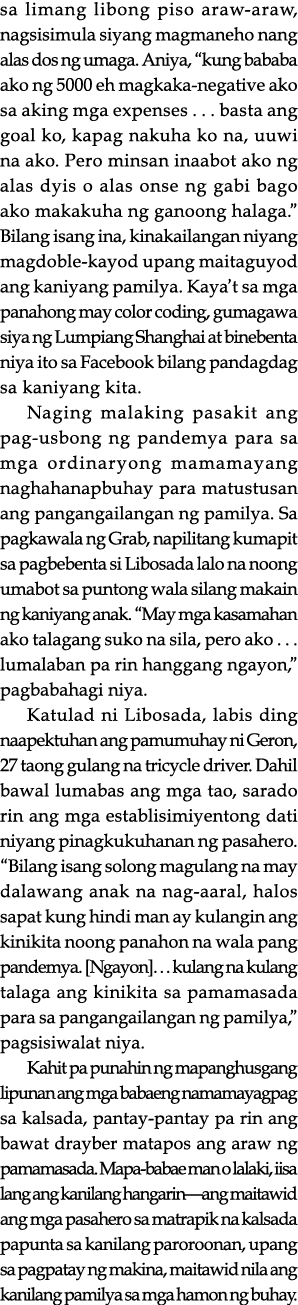 sa limang libong piso araw-araw,
nagsisimula siyang magmaneho nang
alas dos ng umaga. Aniya, “kung bababa
ako ng 5000 eh magkaka-negative ako
sa aking mga expenses . . . basta ang
goal ko, kapag nakuha ko na, uuwi
na ako. Pero minsan inaabot ako ng
alas dyis o alas onse ng gabi bago
ako makakuha ng ganoong halaga.”
Bilang isang ina, kinakailangan niyang
magdoble-kayod upang maitaguyod
ang kaniyang pamilya. Kaya’t sa mga
panahong may color coding, gumagawa
siya ng Lumpiang Shanghai at binebenta
niya ito sa Facebook bilang pandagdag
sa kaniyang kita.
Naging malaking pasakit ang
pag-usbong ng pandemya para sa
mga ordinaryong mamamayang
naghahanapbuhay para matustusan
ang pangangailangan ng pamilya. Sa
pagkawala ng Grab, napilitang kumapit
sa pagbebenta si Libosada lalo na noong
umabot sa puntong wala silang makain
ng kaniyang anak. “May mga kasamahan
ako talagang suko na sila, pero ako . . .
lumalaban pa rin hanggang ngayon,”
pagbabahagi niya.
Katulad ni Libosada, labis ding
naapektuhan ang pamumuhay ni Geron,
27 taong gulang na tricycle driver. Dahil
bawal lumabas ang mga tao, sarado
rin ang mga establisimiyentong dati
niyang pinagkukuhanan ng pasahero.
“Bilang isang solong magulang na may
dalawang anak na nag-aaral, halos
sapat kung hindi man ay kulangin ang
kinikita noong panahon na wala pang
pandemya. [Ngayon]. . . kulang na kulang
talaga ang kinikita sa pamamasada
para sa pangangailangan ng pamilya,”
pagsisiwalat niya.
Kahit pa punahin ng mapanghusgang
lipunan ang mga babaeng namamayagpag
sa kalsada, pantay-pantay pa rin ang
bawat drayber matapos ang araw ng
pamamasada. Mapa-babae man o lalaki, iisa
lang ang kanilang hangarin—ang maitawid
ang mga pasahero sa matrapik na kalsada
papunta sa kanilang paroroonan, upang
sa pagpatay ng makina, maitawid nila ang
kanilang pamilya sa mga hamon ng buhay.